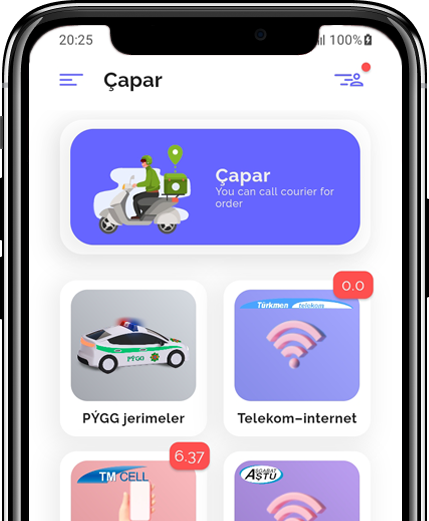 20:25
100%
Çapar
Çapar
You can call courier for
order
0.0
Türkmen telekom
PÝGG
PÝGG jerimeler
Telekom-internet
6.37
TM CELL
AŞGABAT
AŞTU